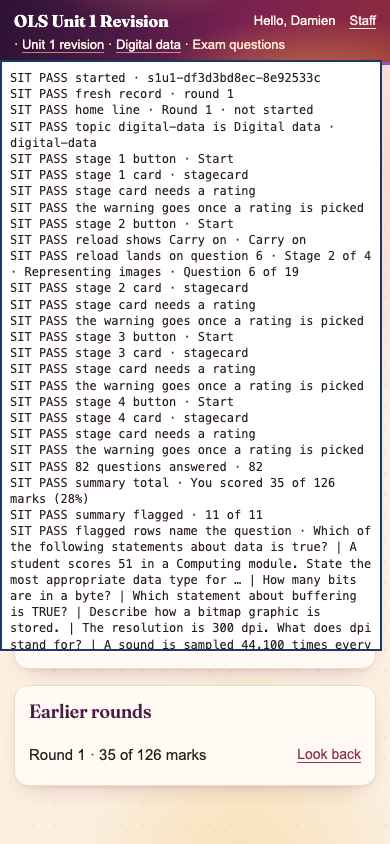 OLS Unit 1 Revision
Hello, Damien Staff
· Unit 1 revision · Digital data · Exam questions
SIT PASS started · s1u1-df3d3bd8ec-8e92533c
SIT PASS fresh record · round 1
SIT PASS home line · Round 1 · not started
SIT PASS topic digital-data is Digital data ·
digital-data
SIT PASS stage 1 button · Start
SIT PASS stage 1 card · stagecard
SIT PASS stage card needs a rating
SIT PASS the warning goes once a rating is picked
SIT PASS stage 2 button · Start
SIT PASS reload shows Carry on · Carry on
SIT PASS reload lands on question 6 · Stage 2 of 4
· Representing images · Question 6 of 19
SIT PASS stage 2 card · stagecard
SIT PASS stage card needs a rating
SIT PASS the warning goes once a rating is picked
SIT PASS stage 3 button · Start
SIT PASS stage 3 card · stagecard
SIT PASS stage card needs a rating
SIT PASS the warning goes once a rating is picked
SIT PASS stage 4 button · Start
SIT PASS stage 4 card · stagecard
SIT PASS stage card needs a rating
SIT PASS the warning goes once a rating is picked
SIT PASS 82 questions answered · 82
SIT PASS summary total · You scored 35 of 126
marks (28%)
SIT PASS summary flagged · 11 of 11
SIT PASS flagged rows name the question · Which of
the following statements about data is true? | A
student scores 51 in a Computing module. State the
most appropriate data type for … | How many bits
are in a byte? | Which statement about buffering
is TRUE? | Describe how a bitmap graphic is
stored. | The resolution is 300 dpi. What does dpi
stand for? | A sound is sampled 44,100 times every
Earlier rounds
Round 1 · 35 of 126 marks
Look back